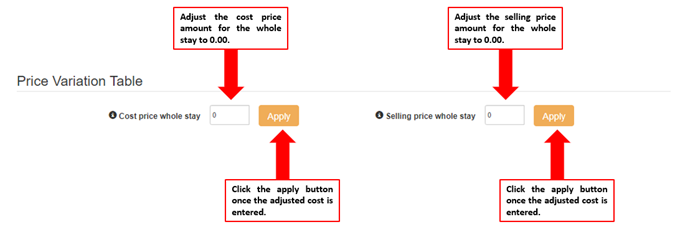 Adjust the cost price
amount for the whole
stay to 0.00.
Adjust the selling price
amount for the whole
stay to 0.00.
Price Variation Table
Cost price whole stay 0 Apply
Selling price whole stay 0 Apply
Click the apply button
once the adjusted cost is
entered.
Click the apply button
once the adjusted cost is
entered.